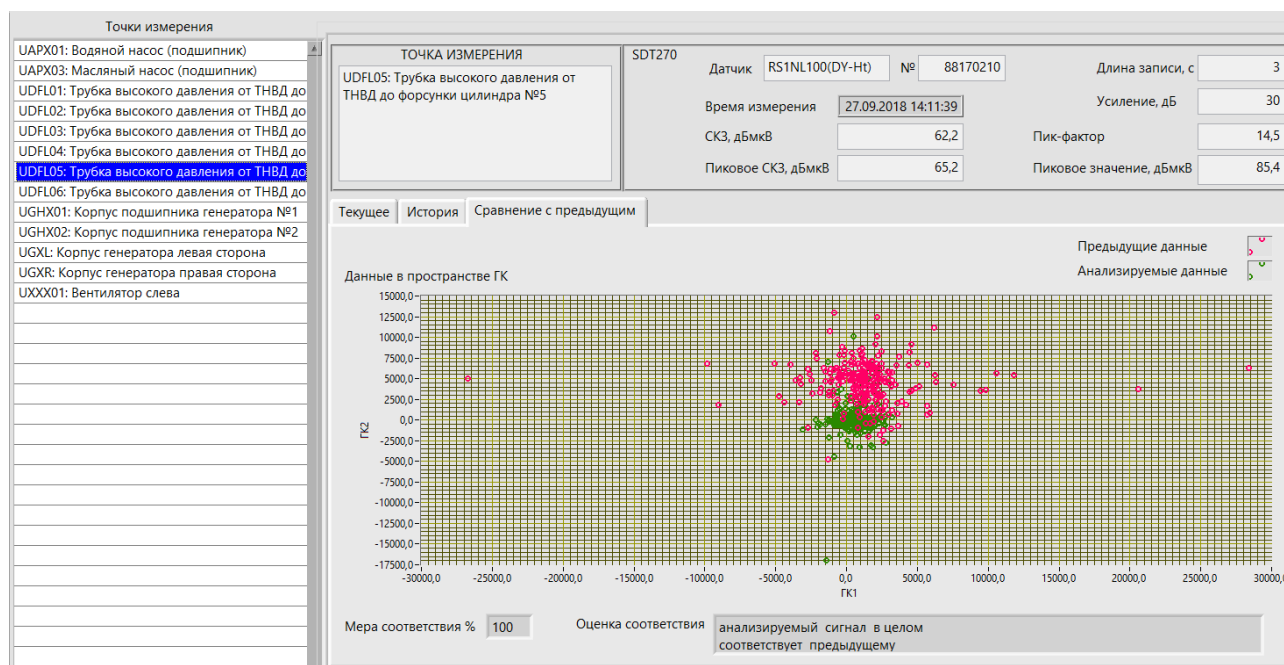 Точки измерения
UAPX01: Водяной насос (подшипник)
UAPX03: Масляный насос (подшипник)
UDFL01: Трубка высокого давления от ТНВД до
UDFL02: Трубка высокого давления от ТНВД до
UDFL03: Трубка высокого давления от ТНВД до
UDFL04: Трубка высокого давления от ТНВД до
UDFL05: Трубка высокого давления от ТНВД до
UDFL06: Трубка высокого давления от ТНВД до
UGHX01: Корпус подшипника генератора №1
UGHX02: Корпус подшипника генератора №2
UGXL: Корпус генератора левая сторона
UGXR: Корпус генератора правая сторона
UXXX01: Вентилятор слева
ТОЧКА ИЗМЕРЕНИЯ
UDFL05: Трубка высокого давления от
ТНВД до форсунки цилиндра №5
SDT270
Датчик RS1NL100(DY-Ht) № 88170210 Длина записи, с 3
Время измерения 27.09.2018 14:11:39 Усиление, дБ 30
СКЗ, дБмкВ 62,2 Пик-фактор 14,5
Пиковое СКЗ, дБмкВ 65,2 Пиковое значение, дБмкВ 85,4
Текущее История Сравнение с предыдущим
Предыдущие данные
Анализируемые данные
Данные в пространстве ГК
15000,0
12500,0
10000,0
7500,0
5000,0
2500,0
0,0
-2500,0
-5000,0
-7500,0
-10000,0
-12500,0
-15000,0
-17500,0
ГК2
-30000,0 -25000,0 -20000,0 -15000,0 -10000,0 -5000,0 0,0 5000,0 10000,0 15000,0 20000,0 25000,0 30000,
ГК1
Мера соответствия % 100 Оценка соответствия анализируемый сигнал в целом
соответствует предыдущему